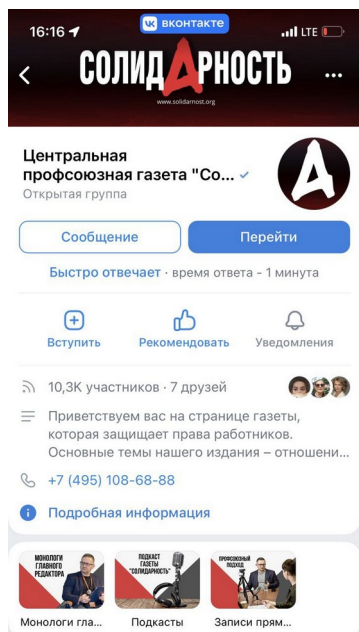 16:16
вконтакте
LTE
СОЛИДАРНОСТЬ
www.solidarnost.org
Центральная
профсоюзная газета "Со...
Открытая группа
Сообщение
Перейти
Быстро отвечает · время ответа - 1 минута
Вступить
Рекомендовать
Уведомления
10,3K участников · 7 друзей
Приветствуем вас на странице газеты,
которая защищает права работников.
Основные темы нашего издания – отношени...
+7 (495) 108-68-88
Подробная информация
МОНОЛОГИ
ГЛАВНОГО
РЕДАКТОРА
ПОДКАСТ
ГАЗЕТЫ
"СОЛИДАРНОСТЬ"
ПРОФСОЮЗНЫЙ
ПОДХОД
Монологи гла...
Подкасты
Записи прям...